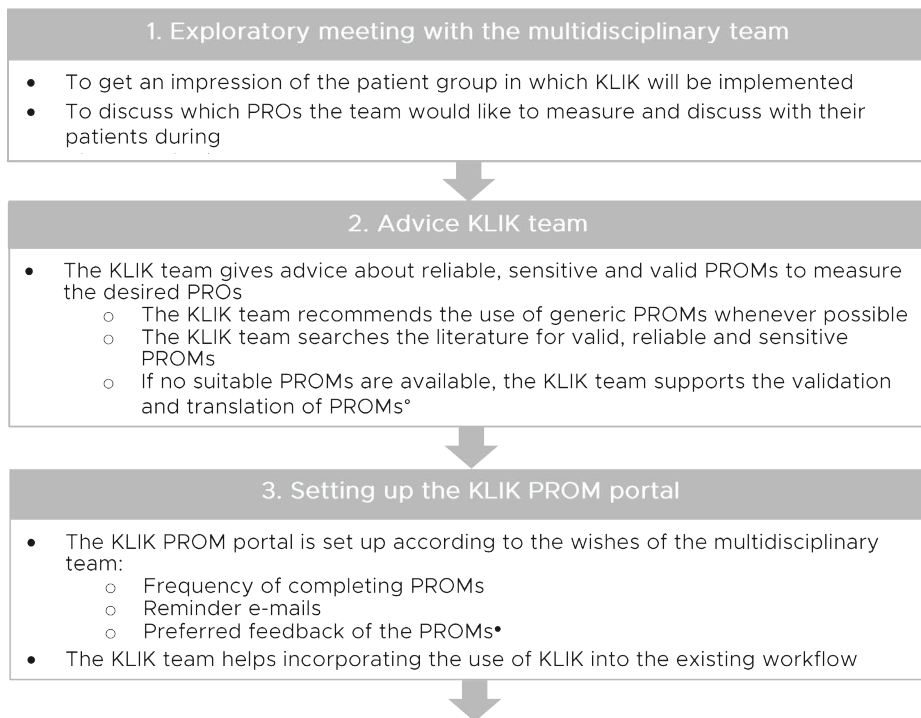 1. Exploratory meeting with the multidisciplinary team
• To get an impression of the patient group in which KLIK will be implemented
• To discuss which PROs the team would like to measure and discuss with their
patients during
2. Advice KLIK team
• The KLIK team gives advice about reliable, sensitive and valid PROMs to measure
the desired PROs
○ The KLIK team recommends the use of generic PROMs whenever possible
○ The KLIK team searches the literature for valid, reliable and sensitive
PROMs
○ If no suitable PROMs are available, the KLIK team supports the validation
and translation of PROMs°
3. Setting up the KLIK PROM portal
• The KLIK PROM portal is set up according to the wishes of the multidisciplinary
team:
○ Frequency of completing PROMs
○ Reminder e-mails
○ Preferred feedback of the PROMs•
• The KLIK team helps incorporating the use of KLIK into the existing workflow